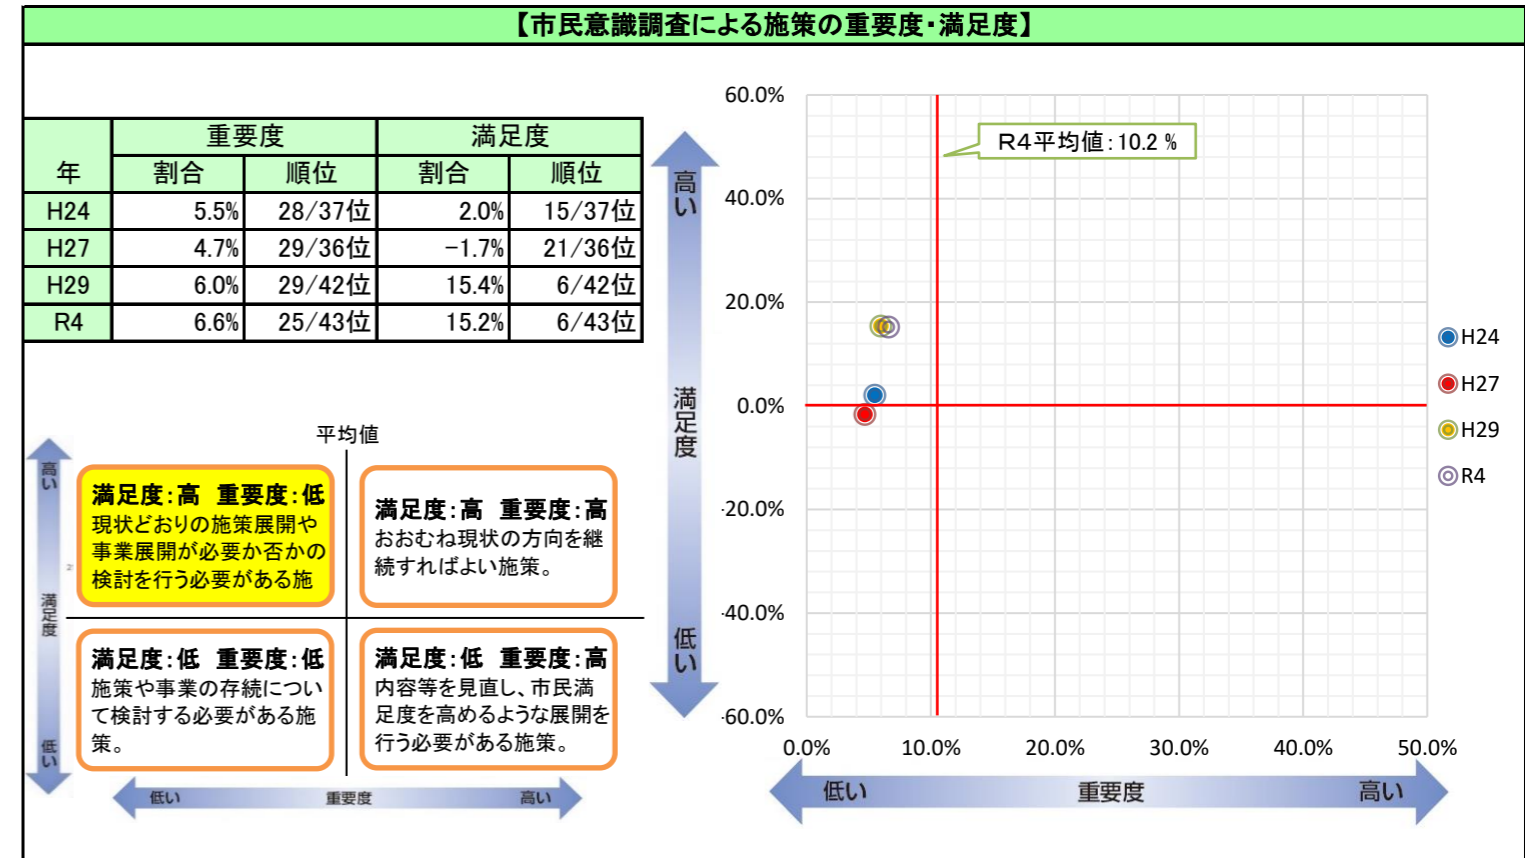 【市民意識調査による施策の重要度・満足度】
年 重要度 満足度
割合 順位 割合 順位
H24 5.5% 28/37位 2.0% 15/37位
H27 4.7% 29/36位 -1.7% 21/36位
H29 6.0% 29/42位 15.4% 6/42位
R4 6.6% 25/43位 15.2% 6/43位
平均値
高い
満足度
低い
満足度:高 重要度:低
現状どおりの施策展開や
事業展開が必要か否かの
検討を行う必要がある施
満足度:高 重要度:高
おおむね現状の方向を継
続すればよい施策。
満足度:低 重要度:低
施策や事業の存続につい
て検討する必要がある施
策。
満足度:低 重要度:高
内容等を見直し、市民満
足度を高めるような展開を
行う必要がある施策。
低い 重要度 高い
高い
満足度
低い
60.0%
40.0%
20.0%
0.0%
-20.0%
-40.0%
-60.0%
R4平均値:10.2 %
H24
H27
H29
R4
0.0% 10.0% 20.0% 30.0% 40.0% 50.0%
低い 重要度 高い